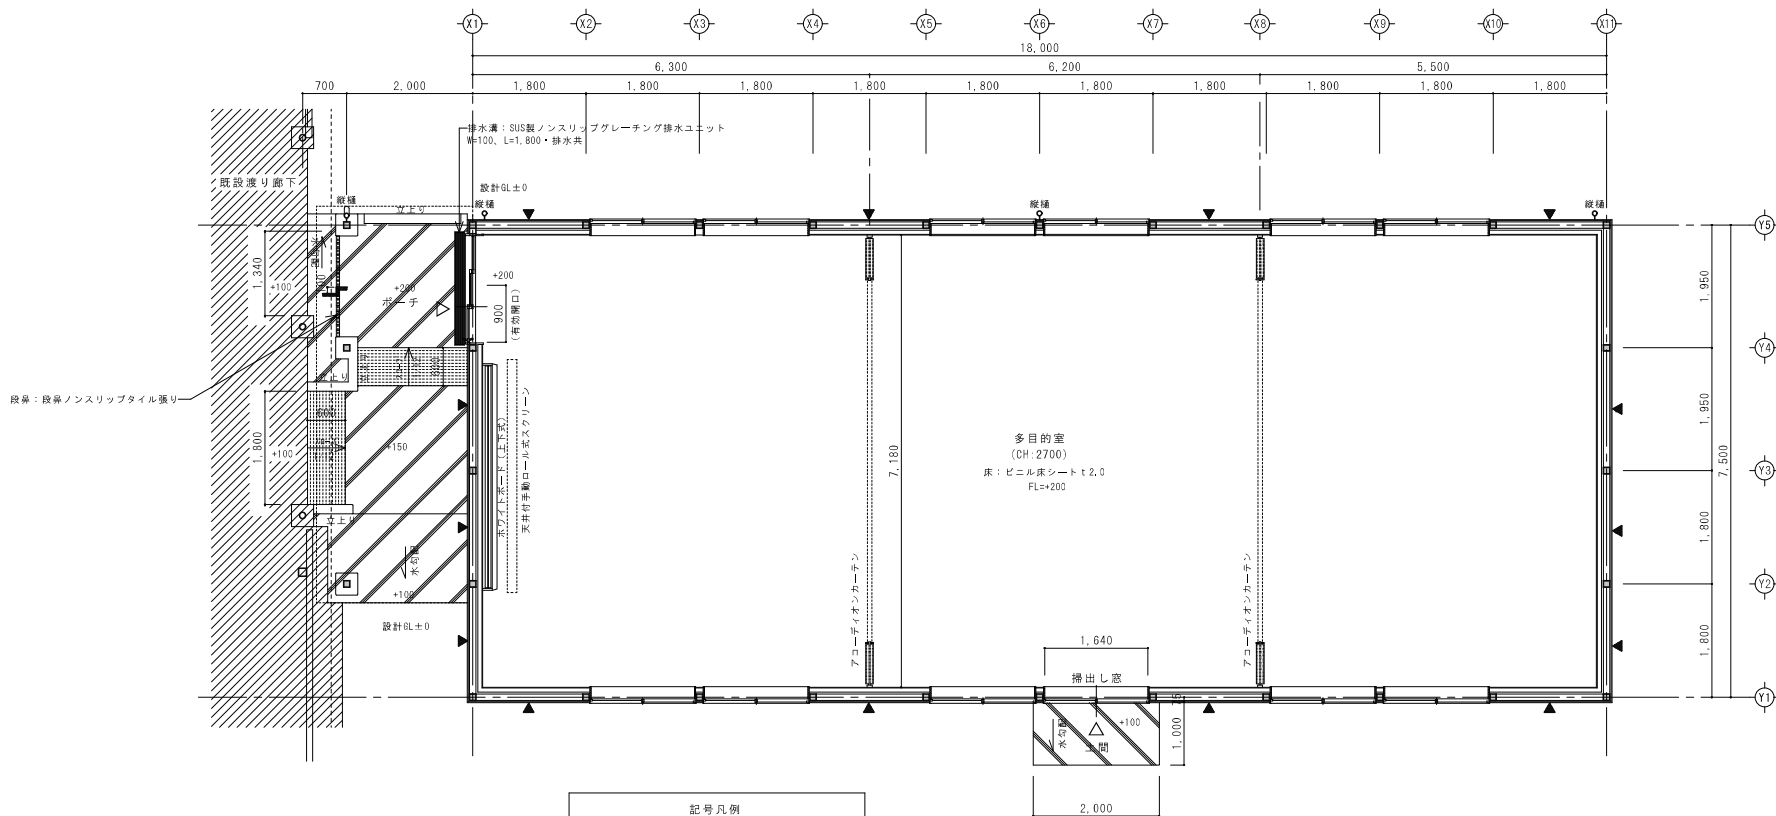 X1 X2 X3 X4 X5 X6 X7 X8 X9 X10 X11
18,000
6,300 6,200 5,500
700 2,000 1,800 1,800 1,800 1,800 1,800 1,800 1,800 1,800 1,800 1,800
排水溝：SUS製ノンスリップグレーチング排水ユニット
W=100、L=1,800・排水共
既設渡り廊下
設計GL±0
縦樋
立上り
縦樋
縦樋
縦樋
Y5
1,340
+100
+200
ポーチ
+200
900
(有効開口)
1,950
Y4
立上り
段鼻：段鼻ノンスリップタイル張り
1,800
+100
600
+150
ホワイトボード（上下式）
天井付手動ロール式スクリーン
7,180
多目的室
(CH:2700)
床：ビニル床シートｔ2.0
FL=+200
1,950
7,500
Y3
立上り
水勾配
1,800
+100
Y2
設計GL±0
アコーディオンカーテン
アコーディオンカーテン
1,640
掃出し窓
1,800
Y1
75
水勾配
+100
土間
1,000
2,000
記号凡例